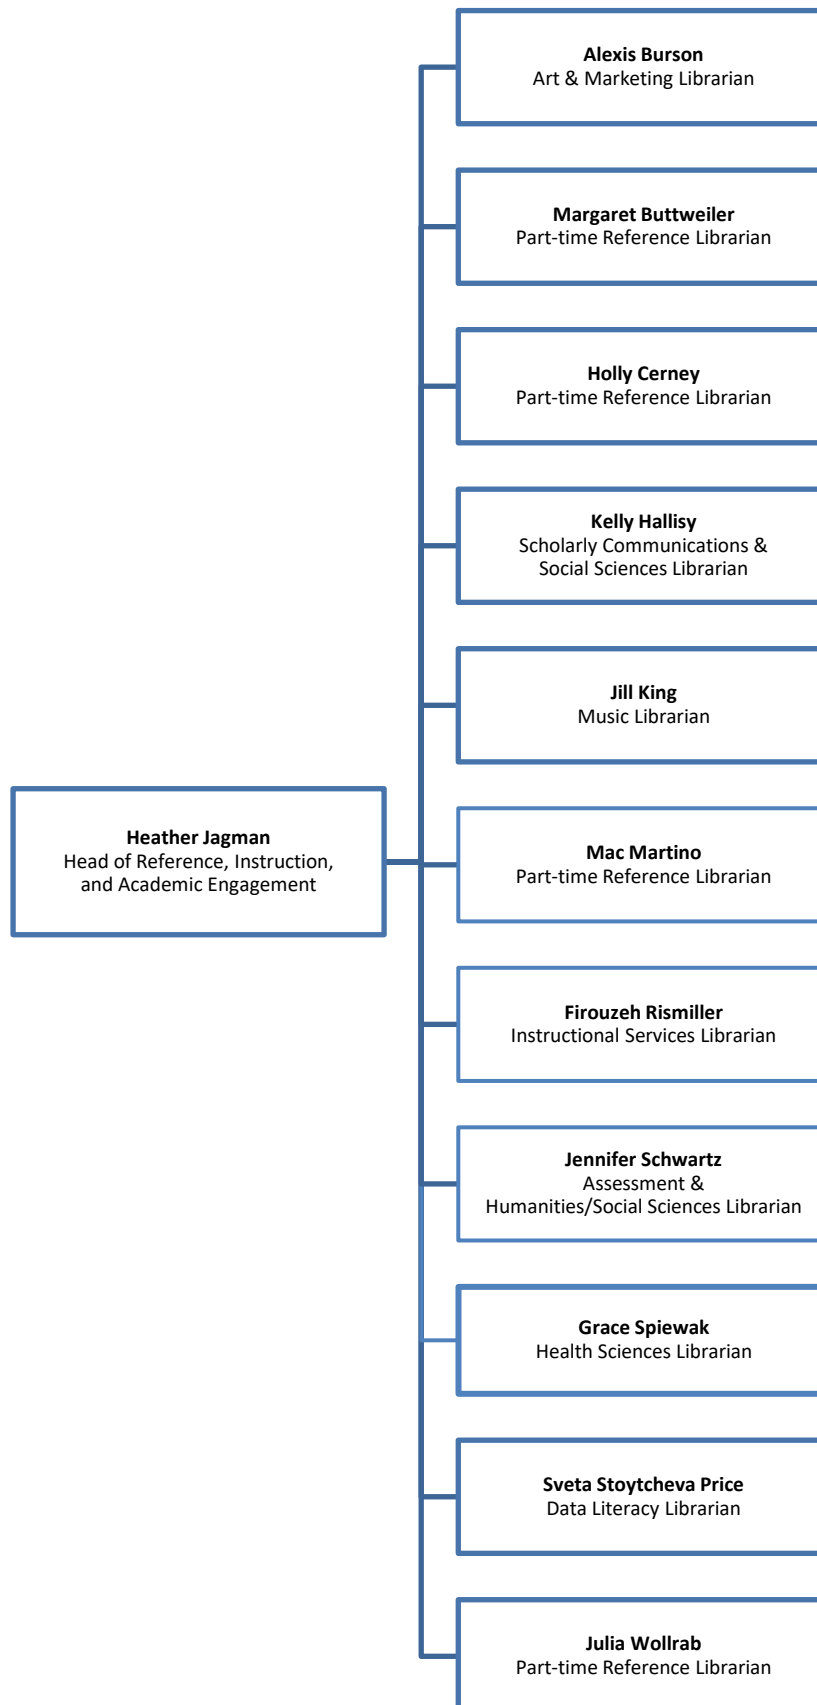 Alexis Burson
Art & Marketing Librarian
Margaret Buttweiler
Part-time Reference Librarian
Holly Cerney
Part-time Reference Librarian
Kelly Hallisy
Scholarly Communications &
Social Sciences Librarian
Jill King
Music Librarian
Heather Jagman
Head of Reference, Instruction,
and Academic Engagement
Mac Martino
Part-time Reference Librarian
Firouzeh Rismiller
Instructional Services Librarian
Jennifer Schwartz
Assessment &
Humanities/Social Sciences Librarian
Grace Spiewak
Health Sciences Librarian
Sveta Stoytcheva Price
Data Literacy Librarian
Julia Wollrab
Part-time Reference Librarian